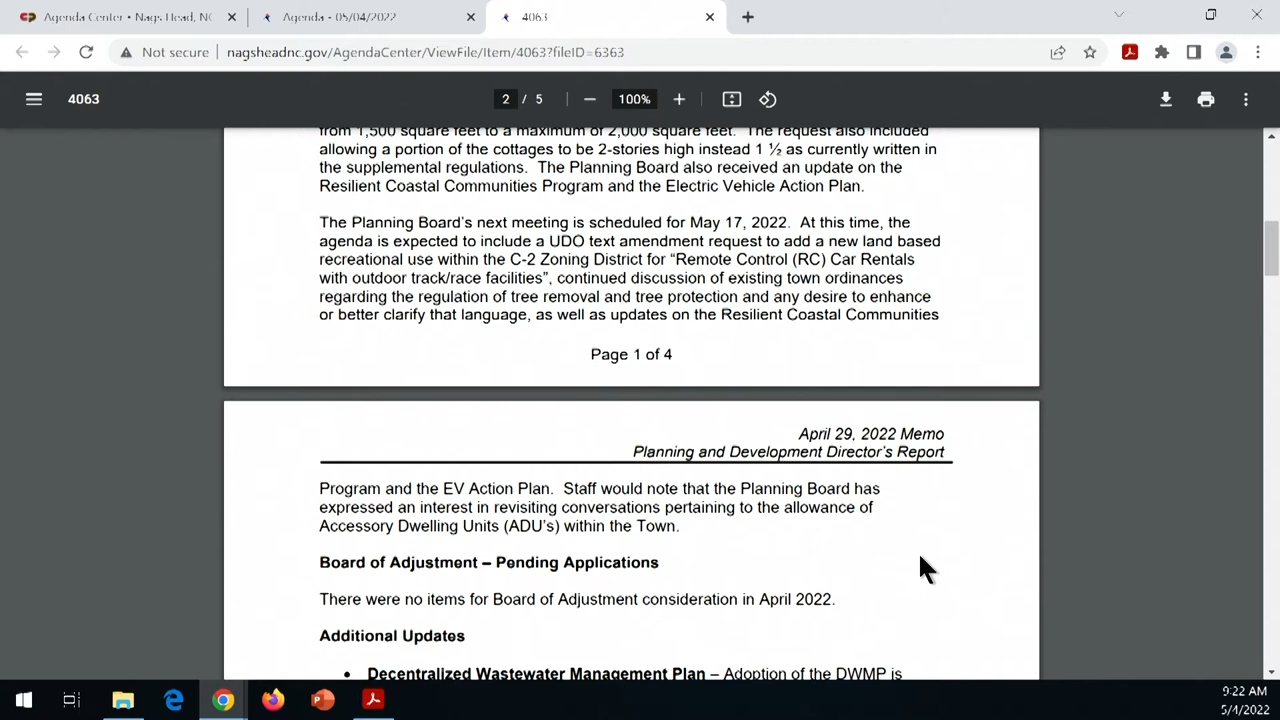 Agenda Center • Nags Head, NC
Agenda - 05/04/2022
4063
Not secure
nagsheadnc.gov/AgendaCenter/ViewFile/Item/4063?fileID=6363
4063
2 / 5
100%
from 1,500 square feet to a maximum of 2,000 square feet. The request also included
allowing a portion of the cottages to be 2-stories high instead 1 ½ as currently written in
the supplemental regulations. The Planning Board also received an update on the
Resilient Coastal Communities Program and the Electric Vehicle Action Plan.
The Planning Board's next meeting is scheduled for May 17, 2022. At this time, the
agenda is expected to include a UDO text amendment request to add a new land based
recreational use within the C-2 Zoning District for "Remote Control (RC) Car Rentals
with outdoor track/race facilities", continued discussion of existing town ordinances
regarding the regulation of tree removal and tree protection and any desire to enhance
or better clarify that language, as well as updates on the Resilient Coastal Communities
Page 1 of 4
April 29, 2022 Memo
Planning and Development Director's Report
Program and the EV Action Plan. Staff would note that the Planning Board has
expressed an interest in revisiting conversations pertaining to the allowance of
Accessory Dwelling Units (ADU's) within the Town.
Board of Adjustment – Pending Applications
There were no items for Board of Adjustment consideration in April 2022.
Additional Updates
• Decentralized Wastewater Management Plan – Adoption of the DWMP is
9:22 AM
5/4/2022